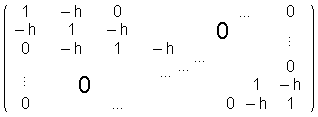 1 −h 0 ... 0
−h 1 −h 0 ⋮
0 −h 1 −h
... 0
⋮ 0 ... ... 1 −h
0 ... 0 −h 1